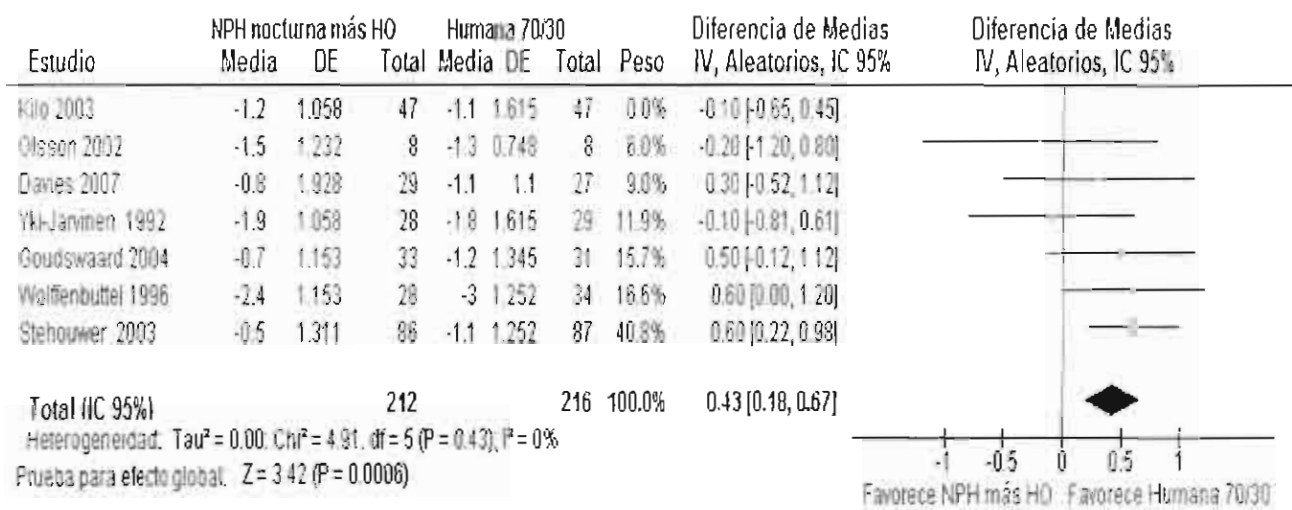 NPH nocturna más HO Humana 70/30 Diferencia de Medias Diferencia de Medias
Estudio Media DE Total Media DE Total Peso IV, Aleatorios, IC 95% IV, Aleatorios, IC 95%
Kilo 2003 -1.2 1.058 47 -1.1 1.615 47 0.0% -0.10 [-0.65, 0.45]
Olsson 2002 -1.5 1.232 8 -1.3 0.748 8 6.0% -0.20 [-1.20, 0.80]
Davies 2007 -0.8 1.928 29 -1.1 1.1 27 9.0% 0.30 [-0.52, 1.12]
Yki-Jarvinen 1992 -1.9 1.058 28 -1.8 1.615 29 11.9% -0.10 [-0.81, 0.61]
Goudswaard 2004 -0.7 1.153 33 -1.2 1.345 31 15.7% 0.50 [-0.12, 1.12]
Wolffenbuttel 1996 -2.4 1.153 28 -3 1.252 34 16.6% 0.60 [0.00, 1.20]
Stehouwer 2003 -0.5 1.311 86 -1.1 1.252 87 40.8% 0.60 [0.22, 0.98]
Total (IC 95%) 212 216 100.0% 0.43 [0.18, 0.67]
Heterogeneidad: Tau² = 0.00; Chi² = 4.91, df = 5 (P = 0.43); I² = 0%
Prueba para efecto global: Z = 3.42 (P = 0.0006)
-1 -0.5 0 0.5 1
Favorece NPH más HO Favorece Humana 70/30